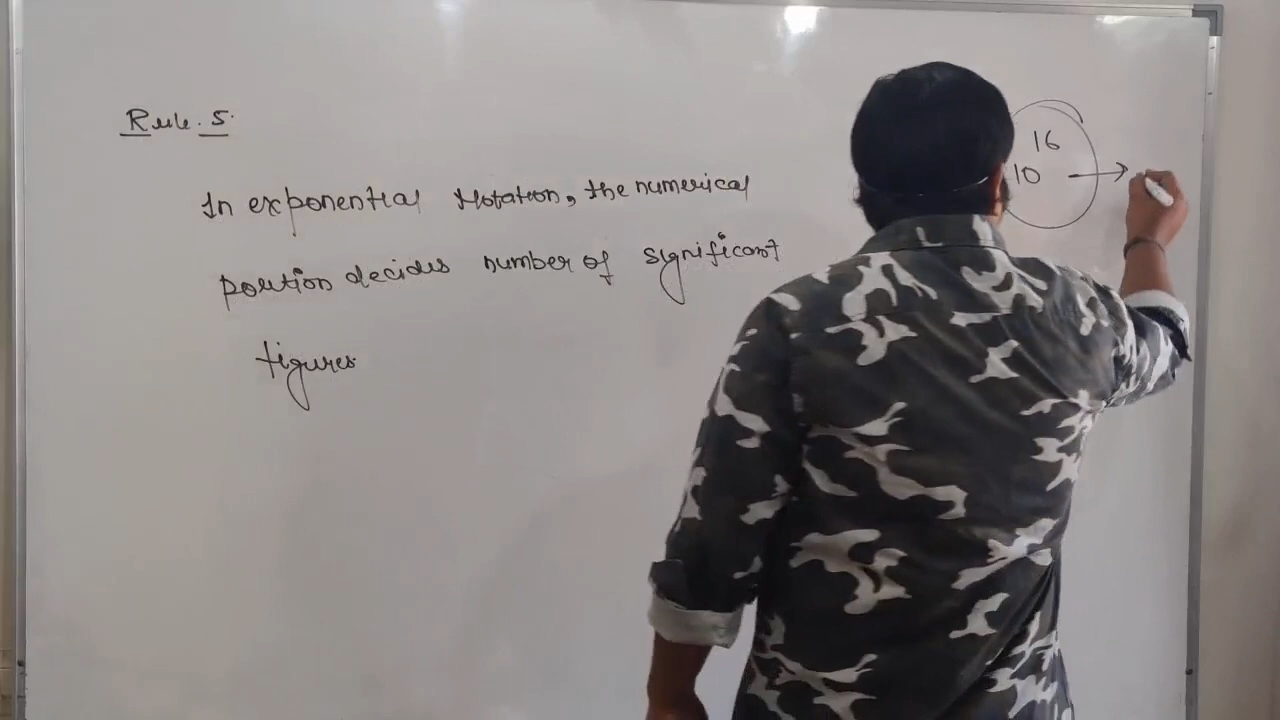 Rule. 5.
In exponential Notation, the numerical
portion decides number of significant
figures.
16
10